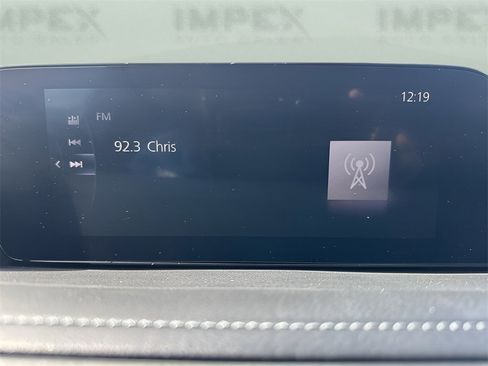 IMPEX IMPEX IMPEX
12:19
FM
92.3 Chris